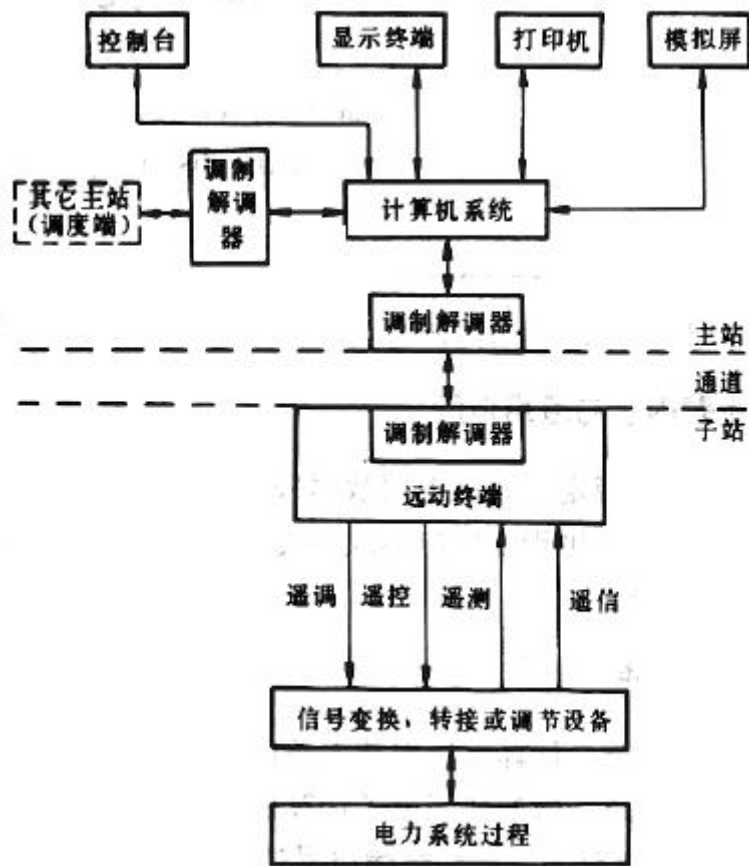 控制台
显示终端
打印机
模拟屏
调制
解调
器
其它主站
（调度端）
计算机系统
调制解调器
主站
通道
子站
调制解调器
远动终端
遥调
遥控
遥测
遥信
信号变换，转接或调节设备
电力系统过程